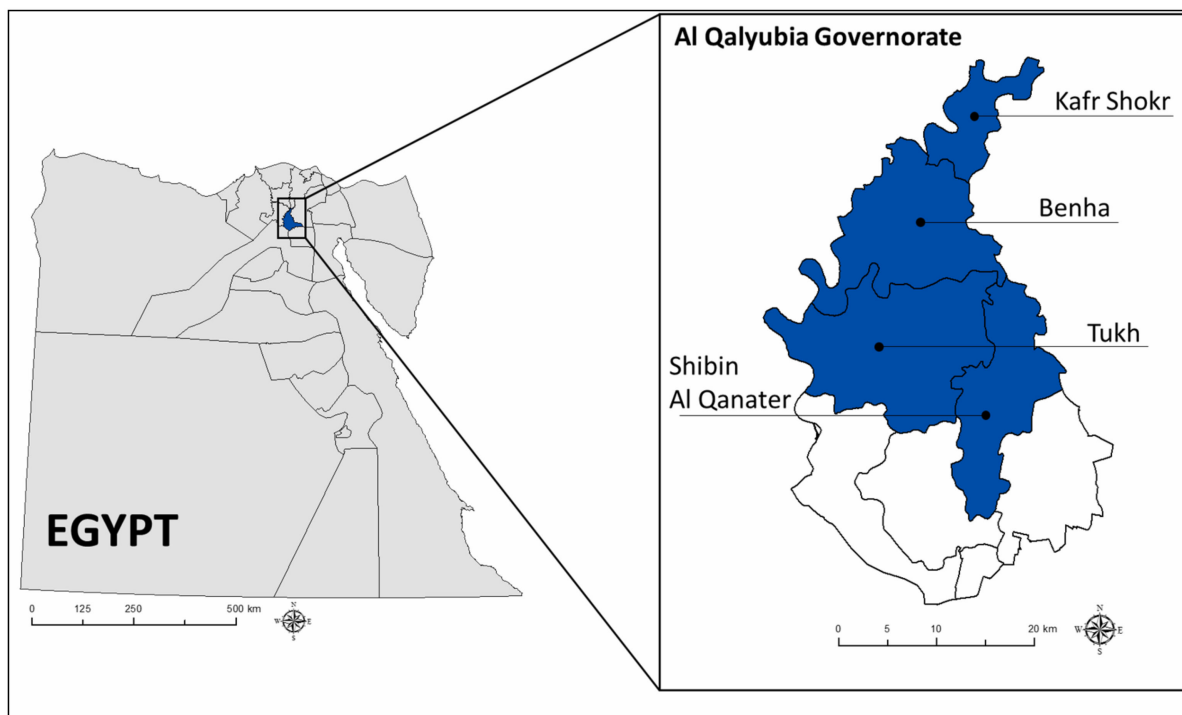 Al Qalyubia Governorate
Kafr Shokr
Benha
Tukh
Shibin
Al Qanater
EGYPT
0 125 250 500 km
N
W E
S
0 5 10 20 km
N
W E
S